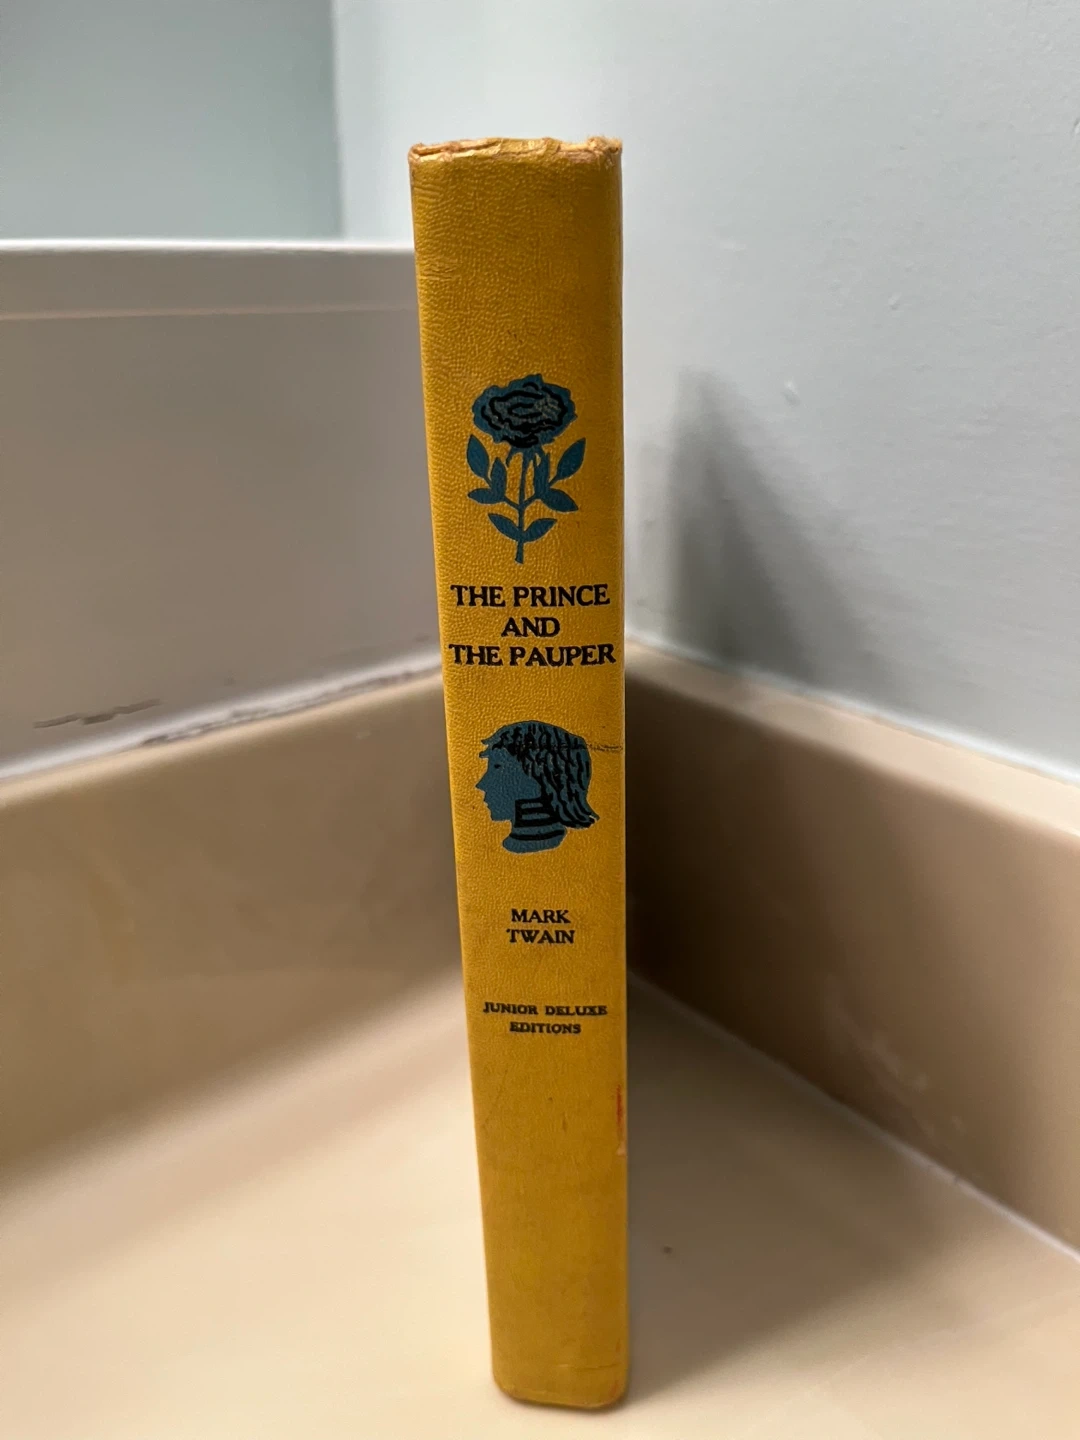 THE PRINCE
AND
THE PAUPER
MARK
TWAIN
JUNIOR DELUXE
EDITIONS